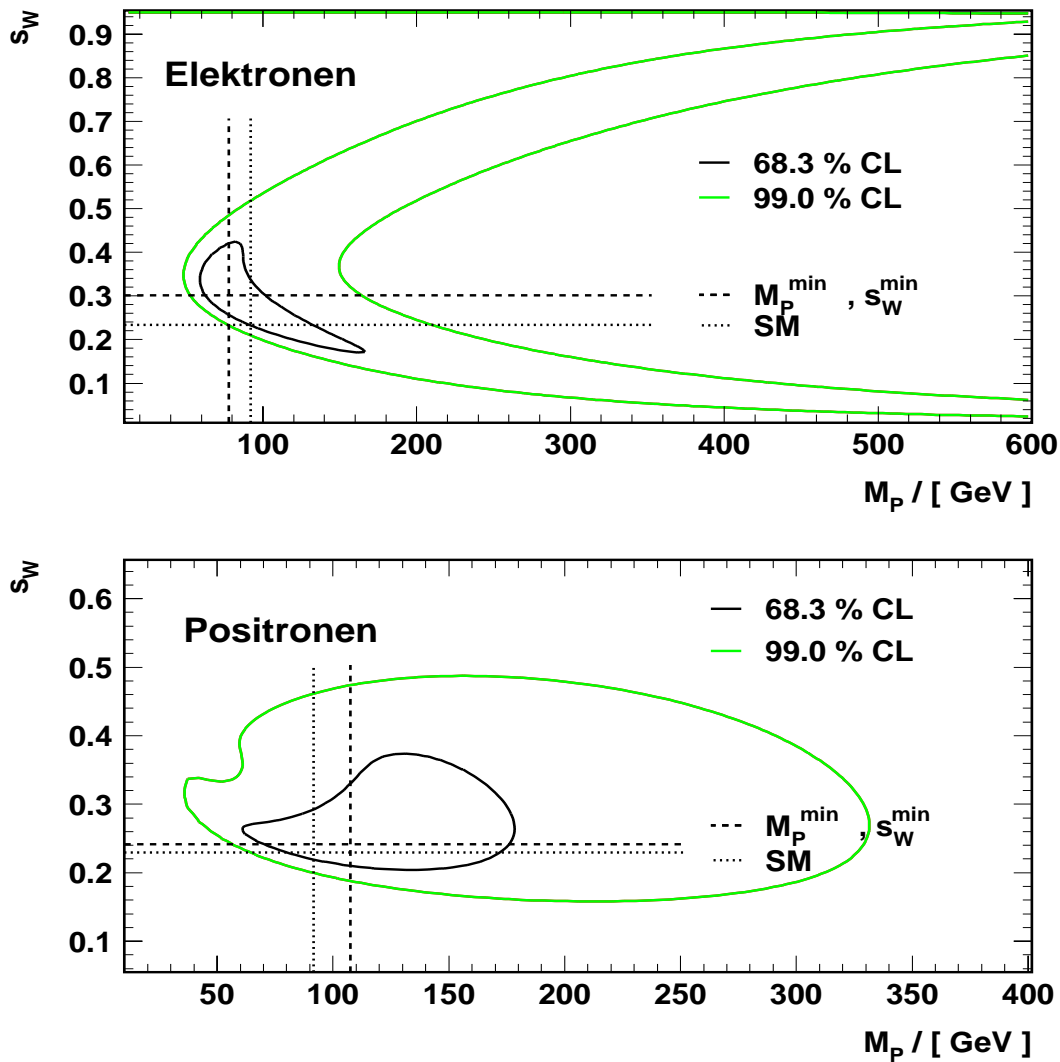 s_W
0.9
Elektronen
0.8
0.7
0.6
68.3 % CL
0.5
99.0 % CL
0.4
0.3
M_P^min , s_W^min
SM
0.2
0.1
100 200 300 400 500 600
M_P / [ GeV ]
s_W
0.6
68.3 % CL
Positronen
99.0 % CL
0.5
0.4
0.3
M_P^min , s_W^min
SM
0.2
0.1
50 100 150 200 250 300 350 400
M_P / [ GeV ]